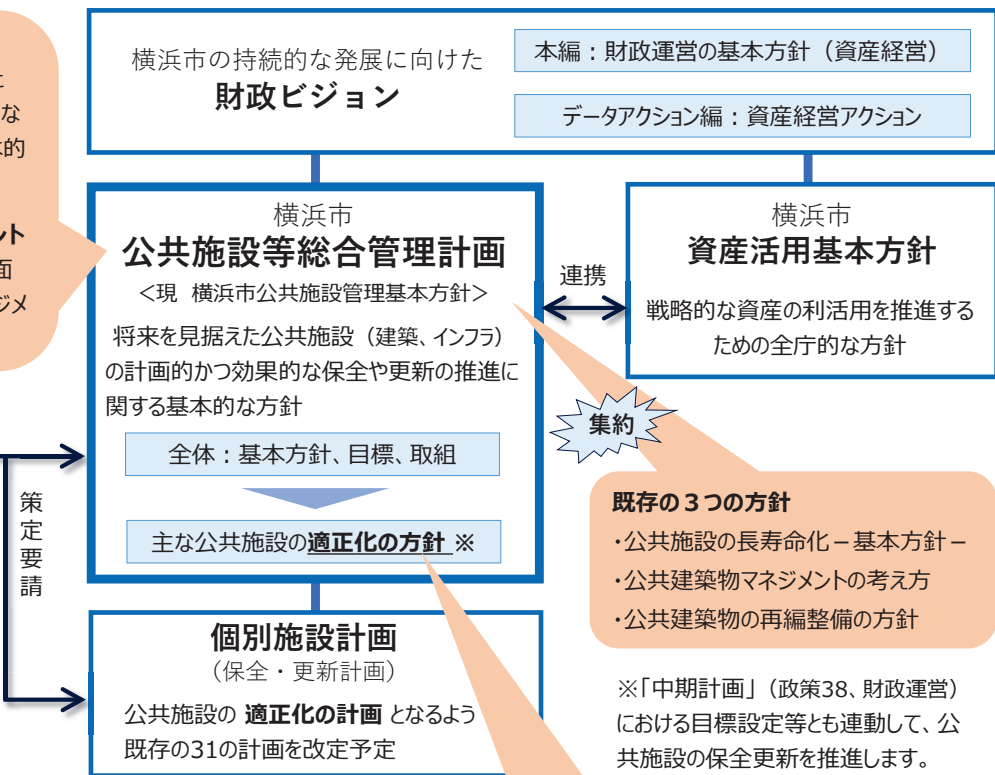 横浜市の持続的な発展に向けた
財政ビジョン
本編：財政運営の基本方針（資産経営）
データアクション編：資産経営アクション
な
的
ント
面
ジメ
横浜市
公共施設等総合管理計画
＜現 横浜市公共施設管理基本方針＞
将来を見据えた公共施設（建築、インフラ）
の計画的かつ効果的な保全や更新の推進に
関する基本的な方針
全体：基本方針、目標、取組
主な公共施設の適正化の方針 ※
連携
横浜市
資産活用基本方針
戦略的な資産の利活用を推進する
ための全庁的な方針
集約
既存の３つの方針
・公共施設の長寿命化－基本方針－
・公共建築物マネジメントの考え方
・公共建築物の再編整備の方針
策定要請
個別施設計画
（保全・更新計画）
公共施設の 適正化の計画 となるよう
既存の31の計画を改定予定
※「中期計画」（政策38、財政運営）
における目標設定等とも連動して、公
共施設の保全更新を推進します。